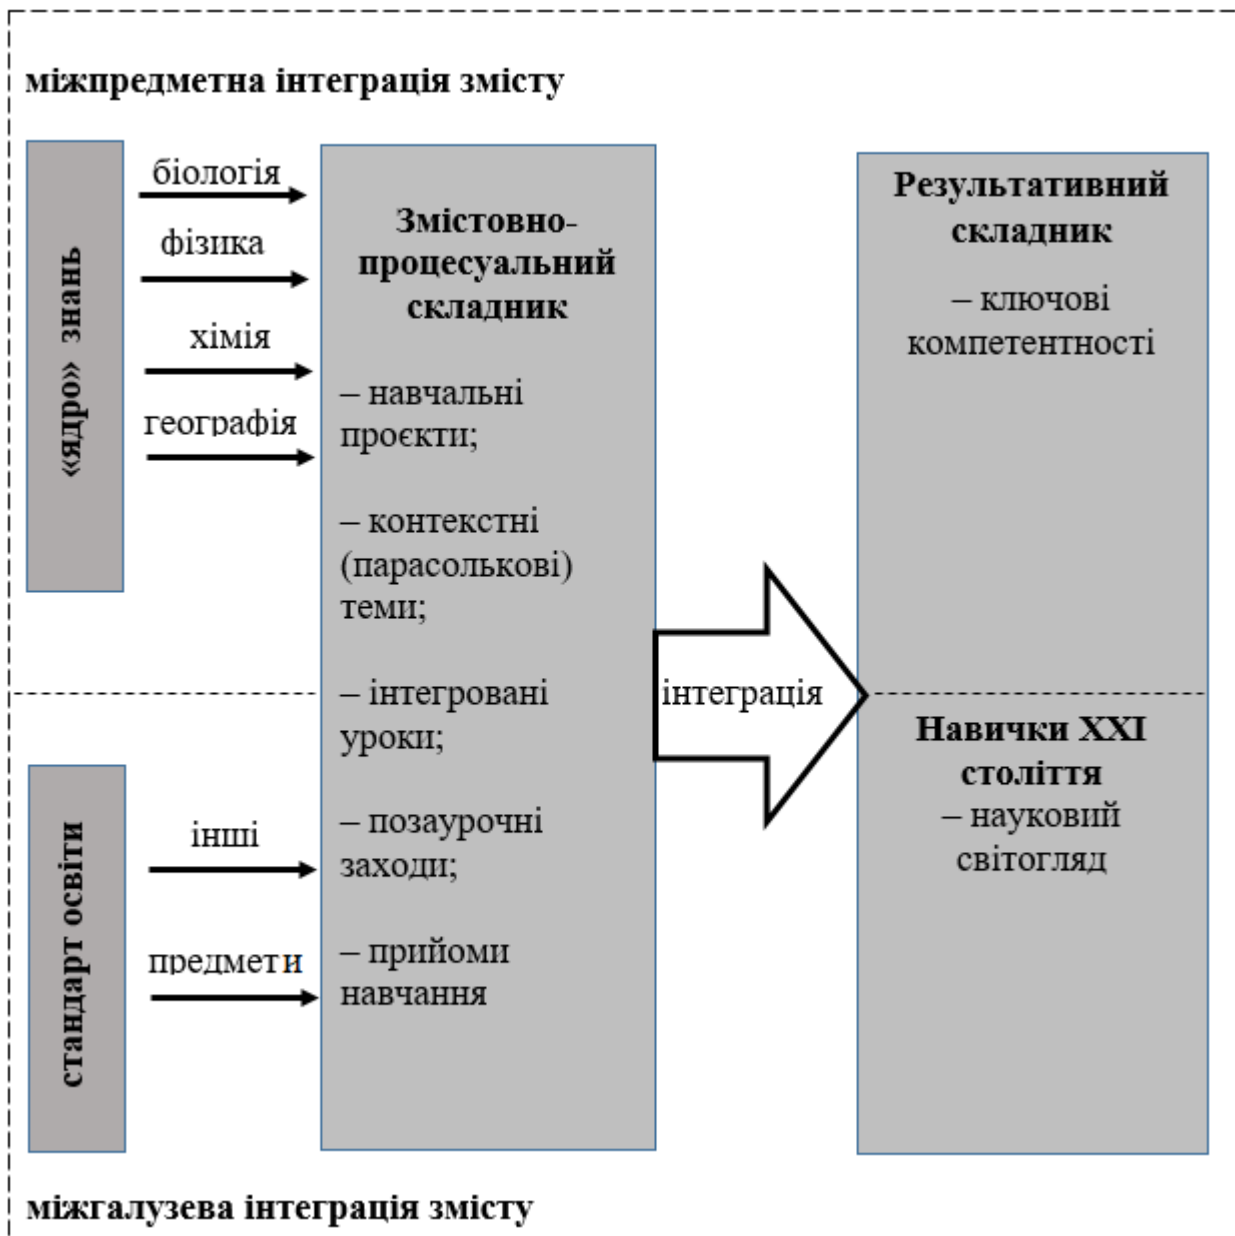 міжпредметна інтеграція змісту
«ядро» знань
біологія
фізика
хімія
географія
Змістовно-
процесуальний
складник
– навчальні
проєкти;
– контекстні
(парасолькові)
теми;
– інтегровані
уроки;
– позаурочні
заходи;
– прийоми
навчання
стандарт освіти
інші
предмети
інтеграція
Результативний
складник
– ключові
компетентності
Навички ХХІ
століття
– науковий
світогляд
міжгалузева інтеграція змісту